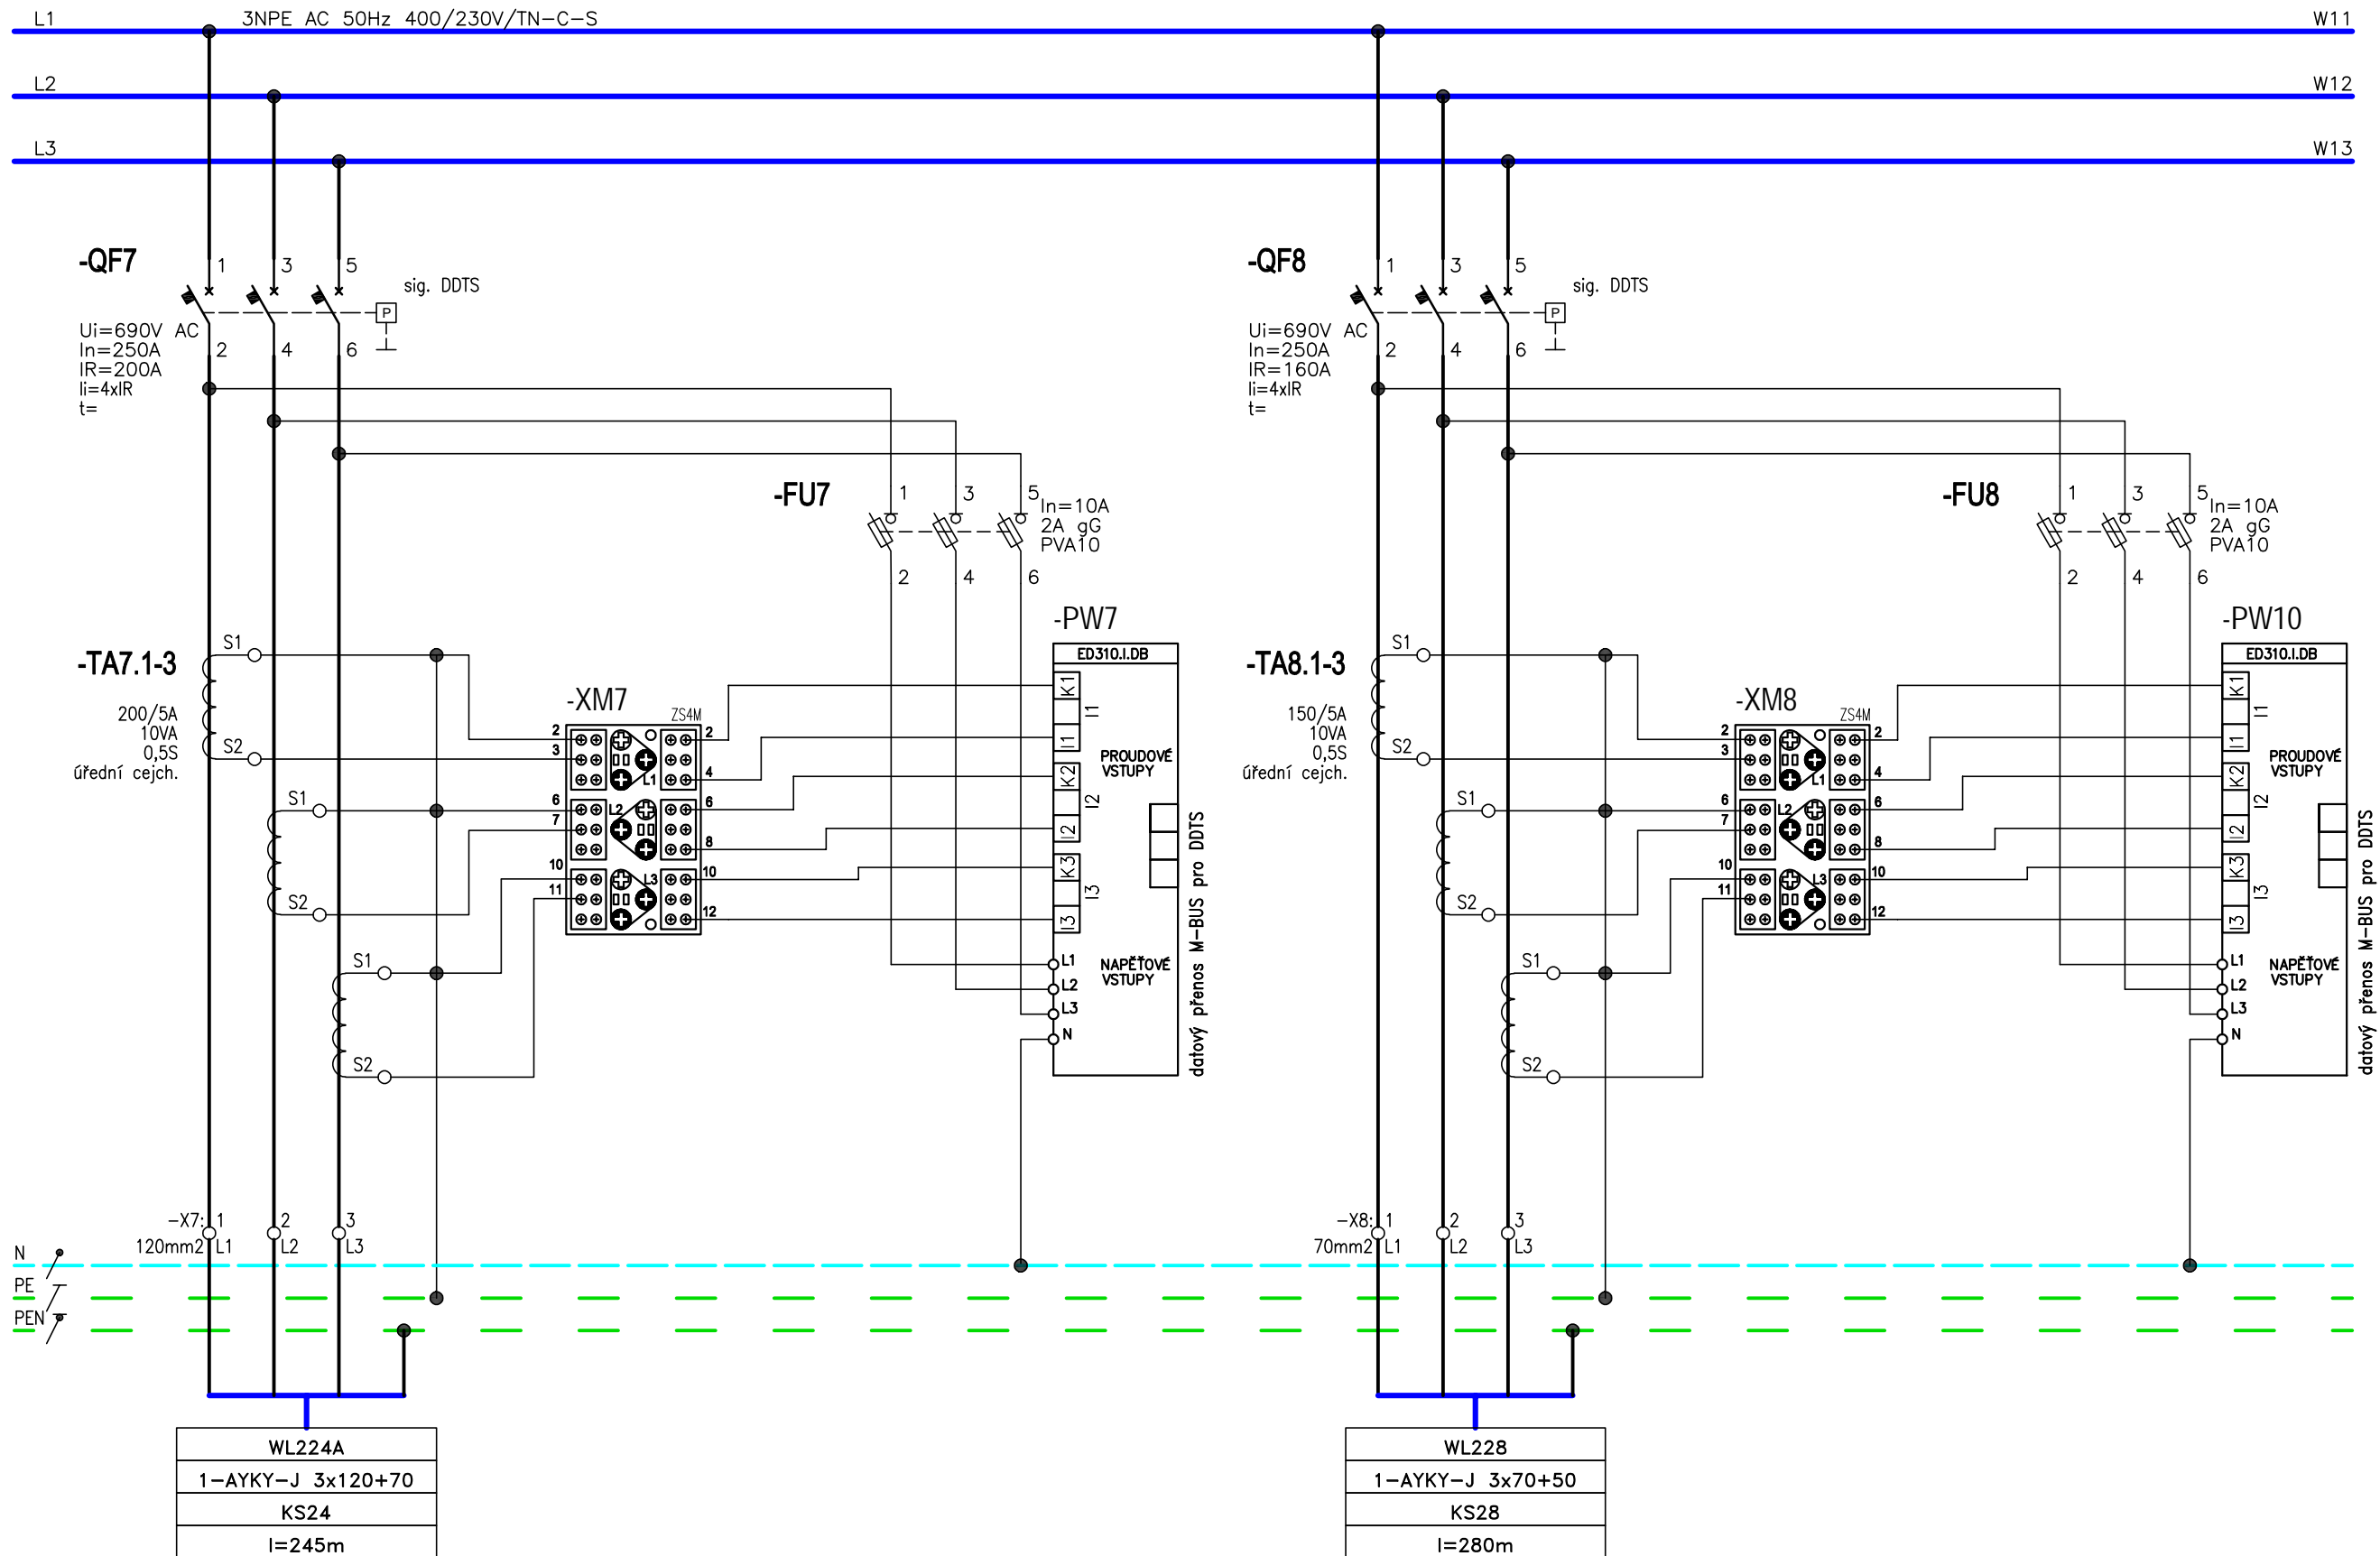 L1 3NPE AC 50Hz 400/230V/TN-C-S W11
L2 W12
L3 W13
-QF7
1 3 5
sig. DDTS
P
Ui=690V AC
In=250A
IR=200A
Ii=4xIR
t=
2 4 6
-FU7
1 3 5
In=10A
2A gG
PVA10
2 4 6
-TA7.1-3
200/5A
10VA
0,5S
úřední cejch.
S1
S2
S1
S2
S1
S2
-XM7
ZS4M
2 2
3
4
L1
6 6
L2
7
8
10 10
L3
11
12
-PW7
ED310.I.DB
K1
I1
I1
PROUDOVÉ
VSTUPY
K2
I2
I2
K3
I3
I3
NAPĚŤOVÉ
VSTUPY
L1
L2
L3
N
datový přenos M-BUS pro DDTS
-X7: 1 2 3
120mm2 L1 L2 L3
-QF8
1 3 5
sig. DDTS
P
Ui=690V AC
In=250A
IR=160A
Ii=4xIR
t=
2 4 6
-FU8
1 3 5
In=10A
2A gG
PVA10
2 4 6
-TA8.1-3
150/5A
10VA
0,5S
úřední cejch.
S1
S2
S1
S2
S1
S2
-XM8
ZS4M
2 2
3
4
L1
6 6
L2
7
8
10 10
L3
11
12
-PW10
ED310.I.DB
K1
I1
I1
PROUDOVÉ
VSTUPY
K2
I2
I2
K3
I3
I3
NAPĚŤOVÉ
VSTUPY
L1
L2
L3
N
datový přenos M-BUS pro DDTS
-X8: 1 2 3
70mm2 L1 L2 L3
N
PE
PEN
WL224A
1-AYKY-J 3x120+70
KS24
l=245m
WL228
1-AYKY-J 3x70+50
KS28
l=280m